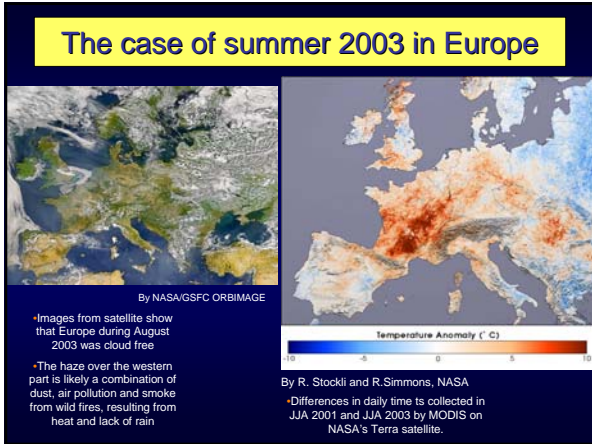 The case of summer 2003 in Europe
By NASA/GSFC ORBIMAGE
•Images from satellite show
that Europe during August
2003 was cloud free
•The haze over the western
part is likely a combination of
dust, air pollution and smoke
from wild fires, resulting from
heat and lack of rain
Temperature Anomaly (° C)
-10 -5 0 5 10
By R. Stockli and R.Simmons, NASA
•Differences in daily time ts collected in
JJA 2001 and JJA 2003 by MODIS on
NASA's Terra satellite.